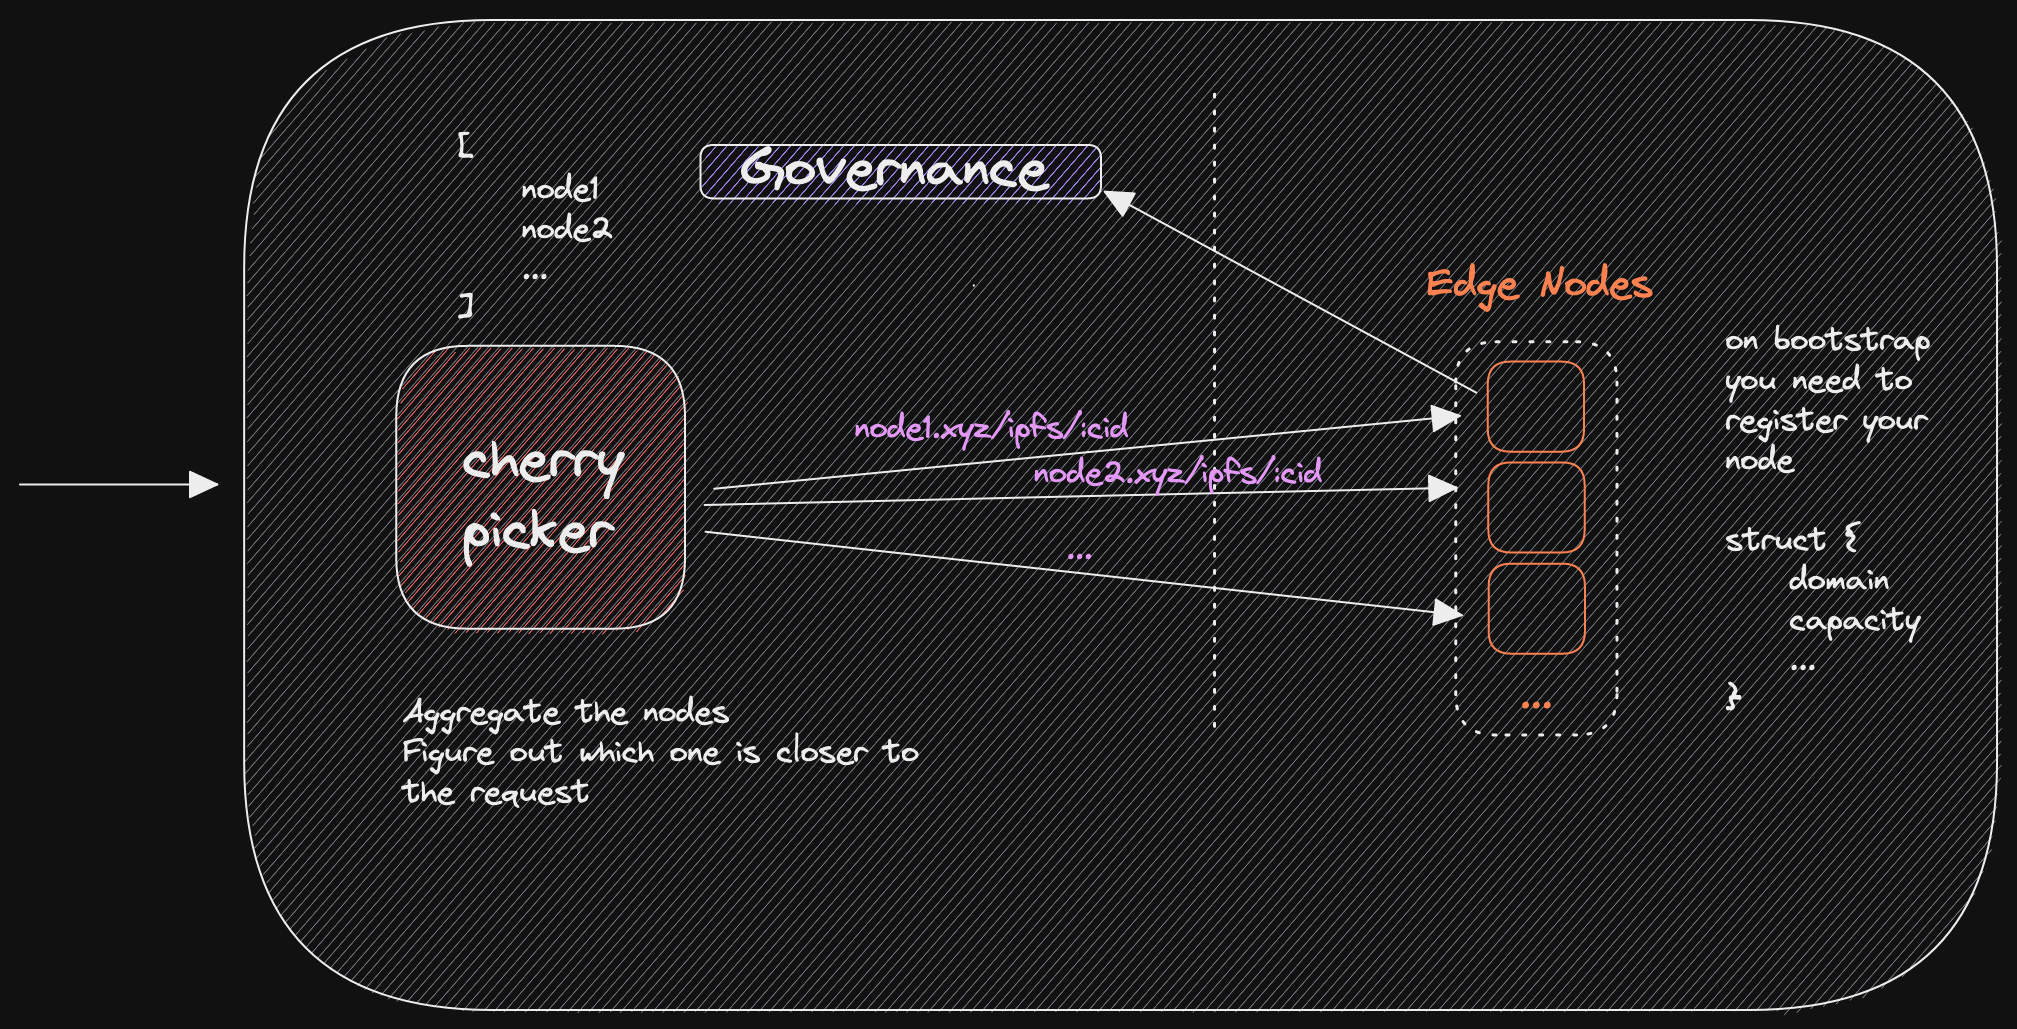 [
node1
node2
...
]
Governance
Edge Nodes
cherry
picker
node1.xyz/ipfs/:cid
node2.xyz/ipfs/:cid
...
...
on bootstrap
you need to
register your
node
struct {
domain
capacity
...
}
Aggregate the nodes
Figure out which one is closer to
the request